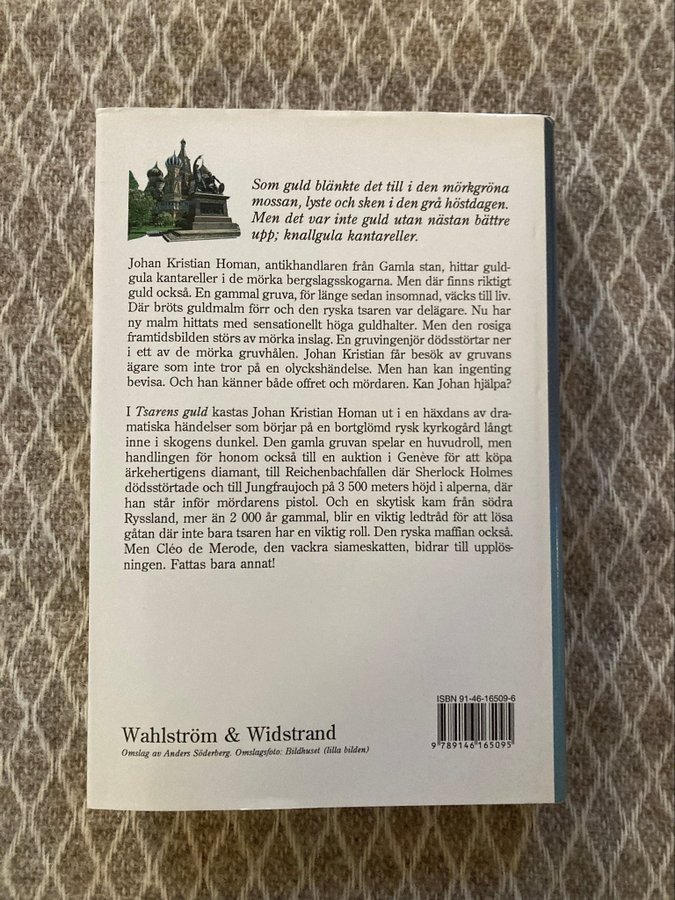 Som guld blänkte det till i den mörkgröna
mossan, lyste och sken i den grå höstdagen.
Men det var inte guld utan nästan bättre
upp; knallgula kantareller.
Johan Kristian Homan, antikhandlaren från Gamla stan, hittar guld-
gula kantareller i de mörka bergslagsskogarna. Men där finns riktigt
guld också. En gammal gruva, för länge sedan insomnad, väcks till liv.
Där bröts guldmalm förr och den ryska tsaren var delägare. Nu har
ny malm hittats med sensationellt höga guldhalter. Men den rosiga
framtidsbilden störs av mörka inslag. En gruvingenjör dödsstörtar ner
i ett av de mörka gruvhålen. Johan Kristian får besök av gruvans
ägare som inte tror på en olyckshändelse. Men han kan ingenting
bevisa. Och han känner både offret och mördaren. Kan Johan hjälpa?
I Tsarens guld kastas Johan Kristian Homan ut i en häxdans av dra-
matiska händelser som börjar på en bortglömd rysk kyrkogård långt
inne i skogens dunkel. Den gamla gruvan spelar en huvudroll, men
handlingen för honom också till en auktion i Genève för att köpa
ärkehertigens diamant, till Reichenbachfallen där Sherlock Holmes
dödsstörtade och till Jungfraujoch på 3 500 meters höjd i alperna, där
han står inför mördarens pistol. Och en skytisk kam från södra
Ryssland, mer än 2 000 år gammal, blir en viktig ledtråd för att lösa
gåtan där inte bara tsaren har en viktig roll. Den ryska maffian också.
Men Cléo de Merode, den vackra siameskatten, bidrar till upplös-
ningen. Fattas bara annat!
ISBN 91-46-16509-6
9 789146 165095
Wahlström & Widstrand
Omslag av Anders Söderberg. Omslagsfoto: Bildhuset (lilla bilden)